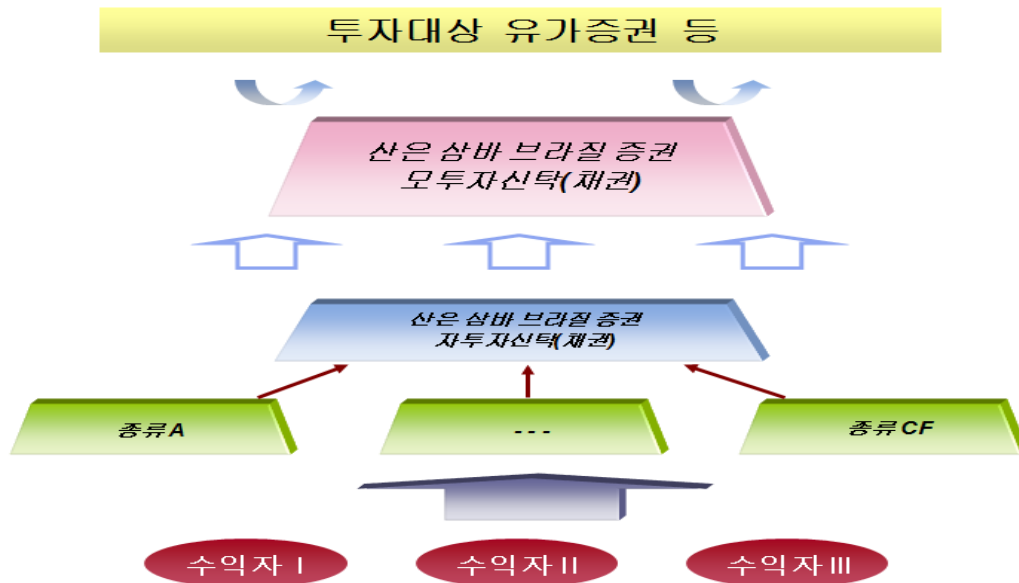 투자대상 유가증권 등
산은 삼바 브라질 증권
모투자신탁(채권)
산은 삼바 브라질 증권
자투자신탁(채권)
종류A
- - -
종류CF
수익자 I
수익자 II
수익자 III